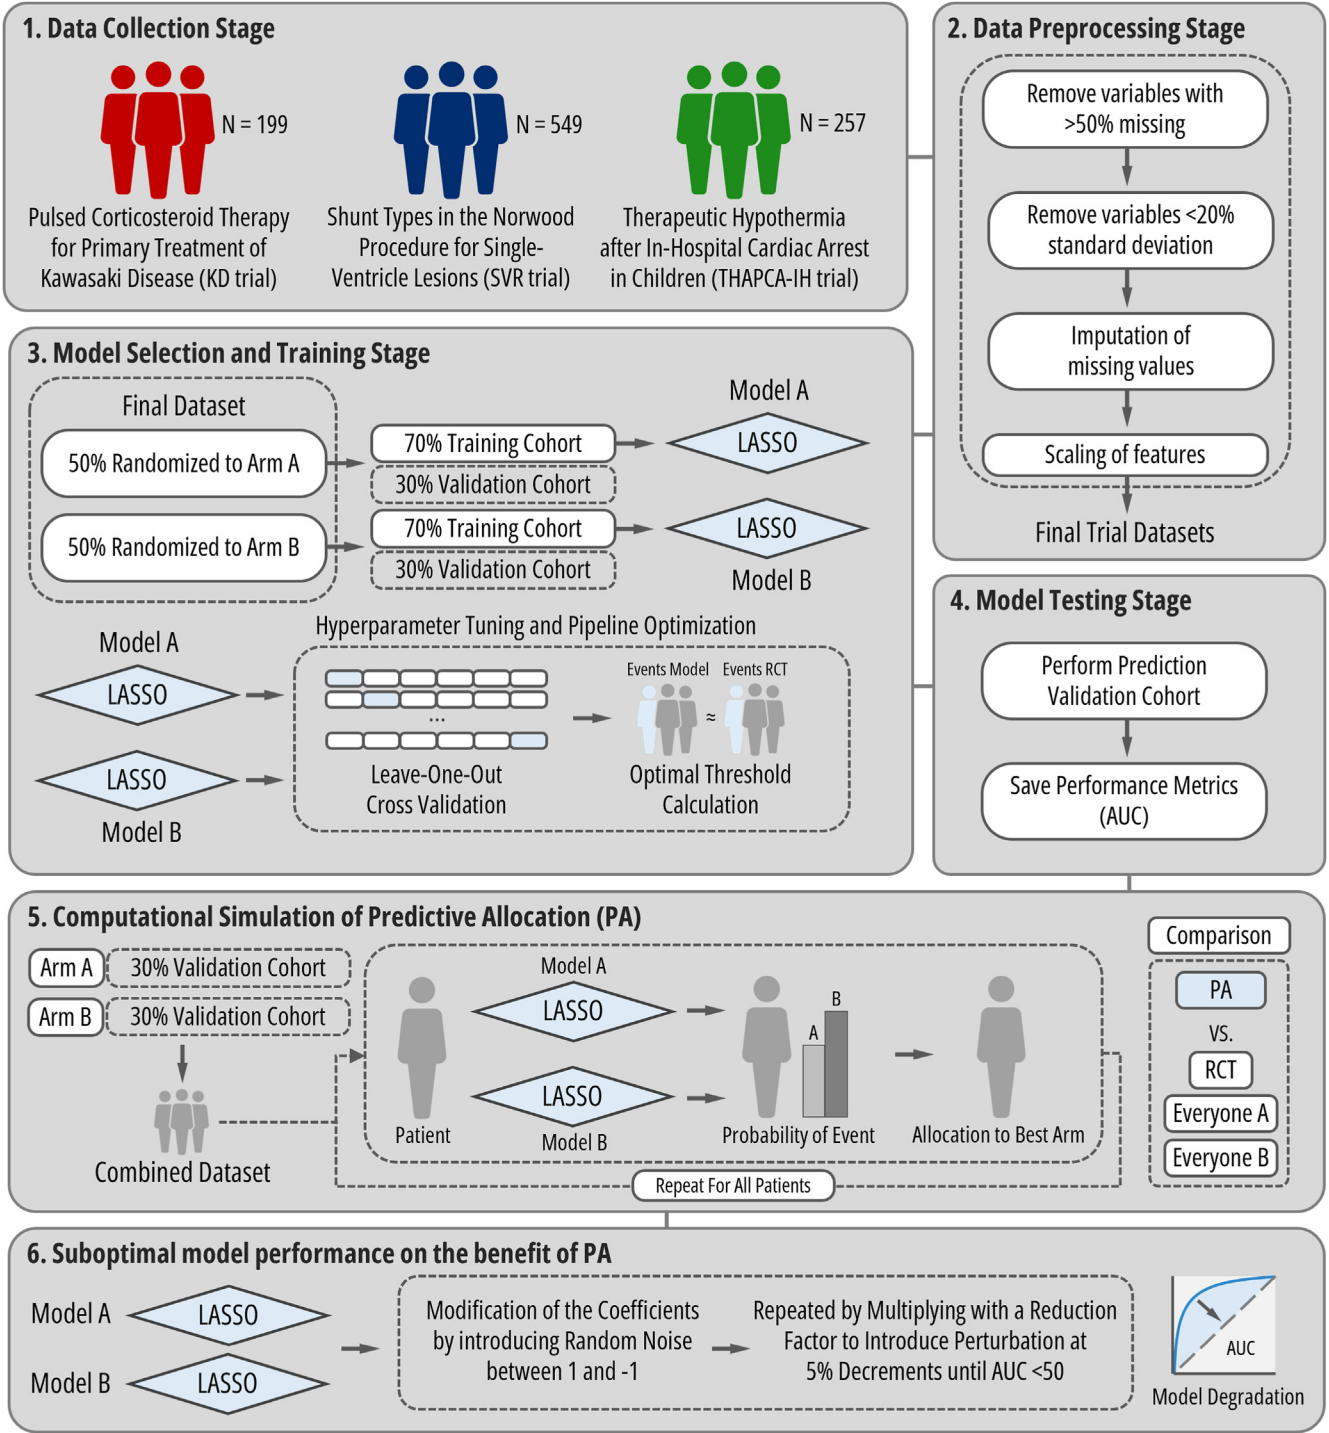 1. Data Collection Stage
N = 199
Pulsed Corticosteroid Therapy
for Primary Treatment of
Kawasaki Disease (KD trial)
N = 549
Shunt Types in the Norwood
Procedure for Single-
Ventricle Lesions (SVR trial)
N = 257
Therapeutic Hypothermia
after In-Hospital Cardiac Arrest
in Children (THAPCA-IH trial)
2. Data Preprocessing Stage
Remove variables with
>50% missing
Remove variables <20%
standard deviation
Imputation of
missing values
Scaling of features
Final Trial Datasets
3. Model Selection and Training Stage
Final Dataset
50% Randomized to Arm A
50% Randomized to Arm B
70% Training Cohort
30% Validation Cohort
70% Training Cohort
30% Validation Cohort
Model A
LASSO
LASSO
Model B
Model A
LASSO
LASSO
Model B
Hyperparameter Tuning and Pipeline Optimization
...
Leave-One-Out
Cross Validation
Events Model
≈
Events RCT
Optimal Threshold
Calculation
4. Model Testing Stage
Perform Prediction
Validation Cohort
Save Performance Metrics
(AUC)
5. Computational Simulation of Predictive Allocation (PA)
Arm A
30% Validation Cohort
Arm B
30% Validation Cohort
Combined Dataset
Patient
Model A
LASSO
LASSO
Model B
A
B
Probability of Event
Allocation to Best Arm
Repeat For All Patients
Comparison
PA
VS.
RCT
Everyone A
Everyone B
6. Suboptimal model performance on the benefit of PA
Model A
LASSO
Model B
LASSO
Modification of the Coefficients
by introducing Random Noise
between 1 and -1
Repeated by Multiplying with a Reduction
Factor to Introduce Perturbation at
5% Decrements until AUC <50
AUC
Model Degradation